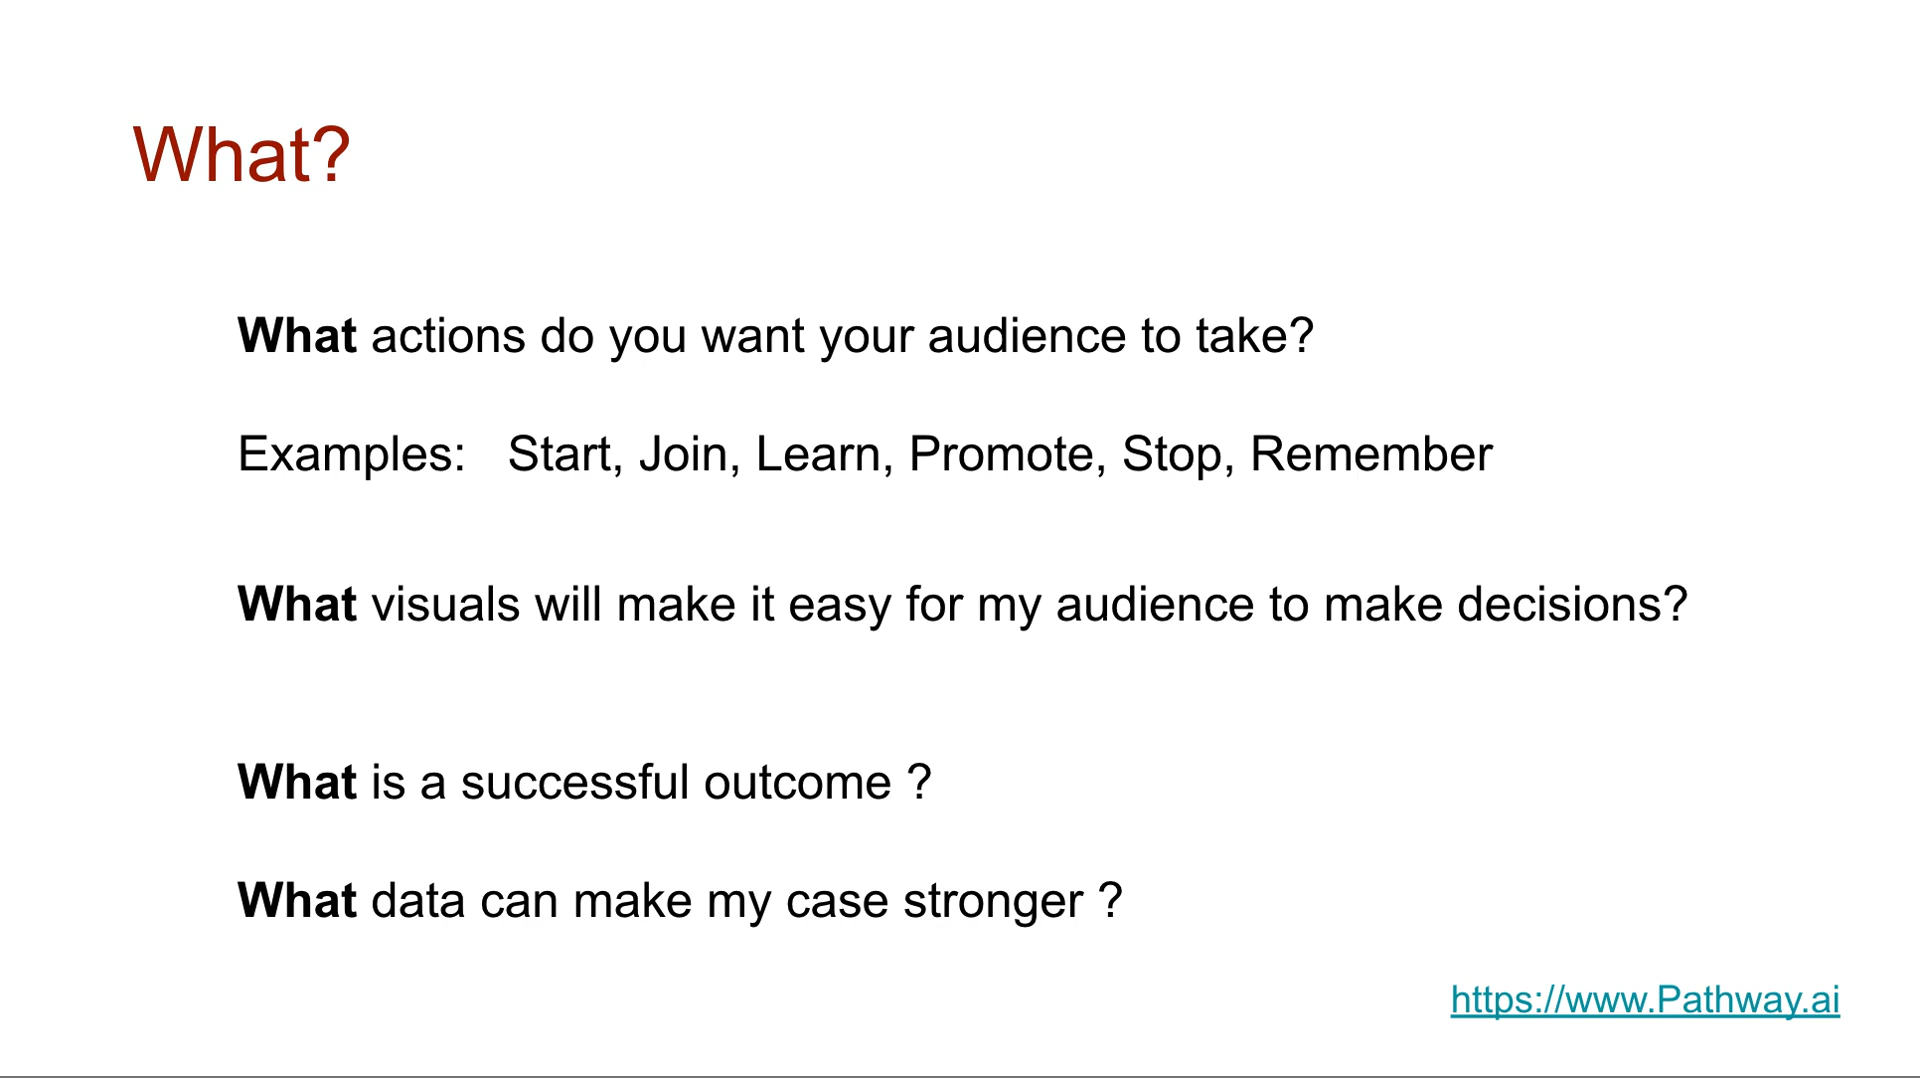 What?
What actions do you want your audience to take?
Examples: Start, Join, Learn, Promote, Stop, Remember
What visuals will make it easy for my audience to make decisions?
What is a successful outcome ?
What data can make my case stronger ?
https://www.Pathway.ai